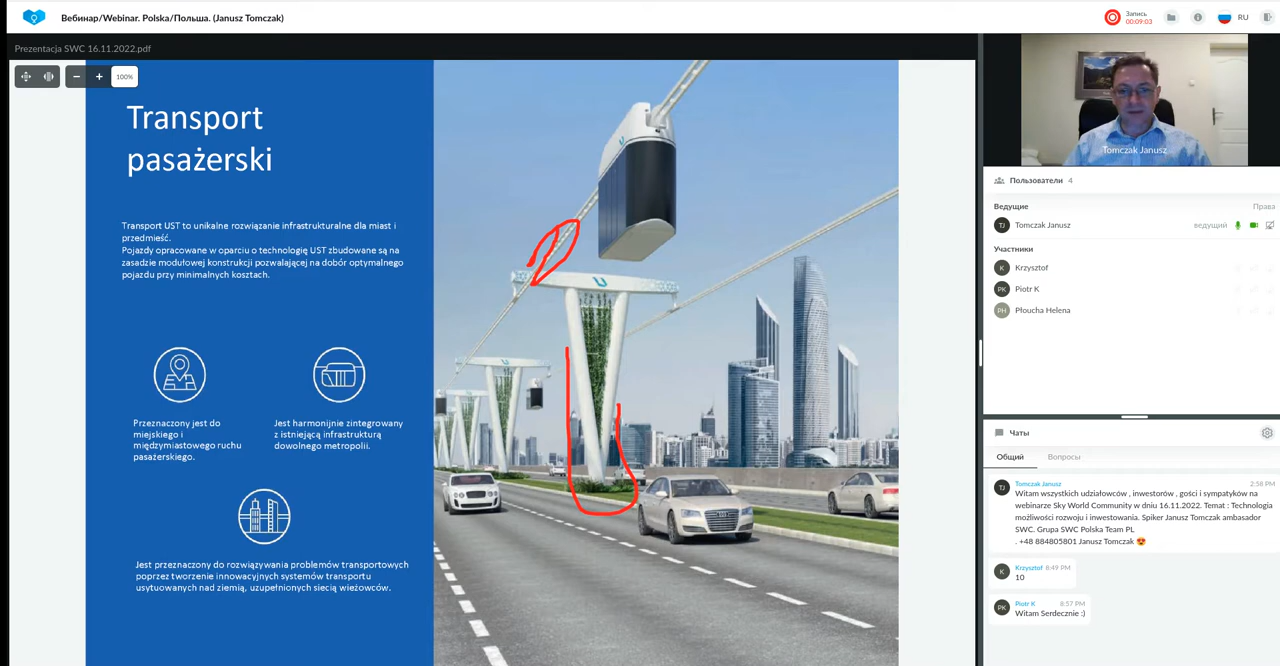 Вебинар/Webinar. Polska/Польша. (Janusz Tomczak)
Запись
00:09:03
RU
Prezentacja SWC 16.11.2022.pdf
100%
Transport
pasażerski
Transport UST to unikalne rozwiązanie infrastrukturalne dla miast i
przedmieść.
Pojazdy opracowane w oparciu o technologię UST zbudowane są na
zasadzie modułowej konstrukcji pozwalającej na dobór optymalnego
pojazdu przy minimalnych kosztach.
Przeznaczony jest do
miejskiego i
międzymiastowego ruchu
pasażerskiego.
Jest harmonijnie zintegrowany
z istniejącą infrastrukturą
dowolnego metropolii.
Jest przeznaczony do rozwiązywania problemów transportowych
poprzez tworzenie innowacyjnych systemów transportu
usytuowanych nad ziemią, uzupełnionych siecią wieżowców.
Tomczak Janusz
Пользователи 4
Ведущие Права
TJ Tomczak Janusz ведущий
Участники
K Krzysztof
PK Piotr K
PH Płoucha Helena
Чаты
Общий Вопросы
TJ Tomczak Janusz 2:58 PM
Witam wszystkich udziałowców , inwestorów , gości i sympatyków na
webinarze Sky World Community w dniu 16.11.2022. Temat : Technologia
możliwości rozwoju i inwestowania. Spiker Janusz Tomczak ambasador
SWC. Grupa SWC Polska Team PL
. +48 884805801 Janusz Tomczak 😍
K Krzysztof 8:49 PM
10
PK Piotr K 8:57 PM
Witam Serdecznie :)